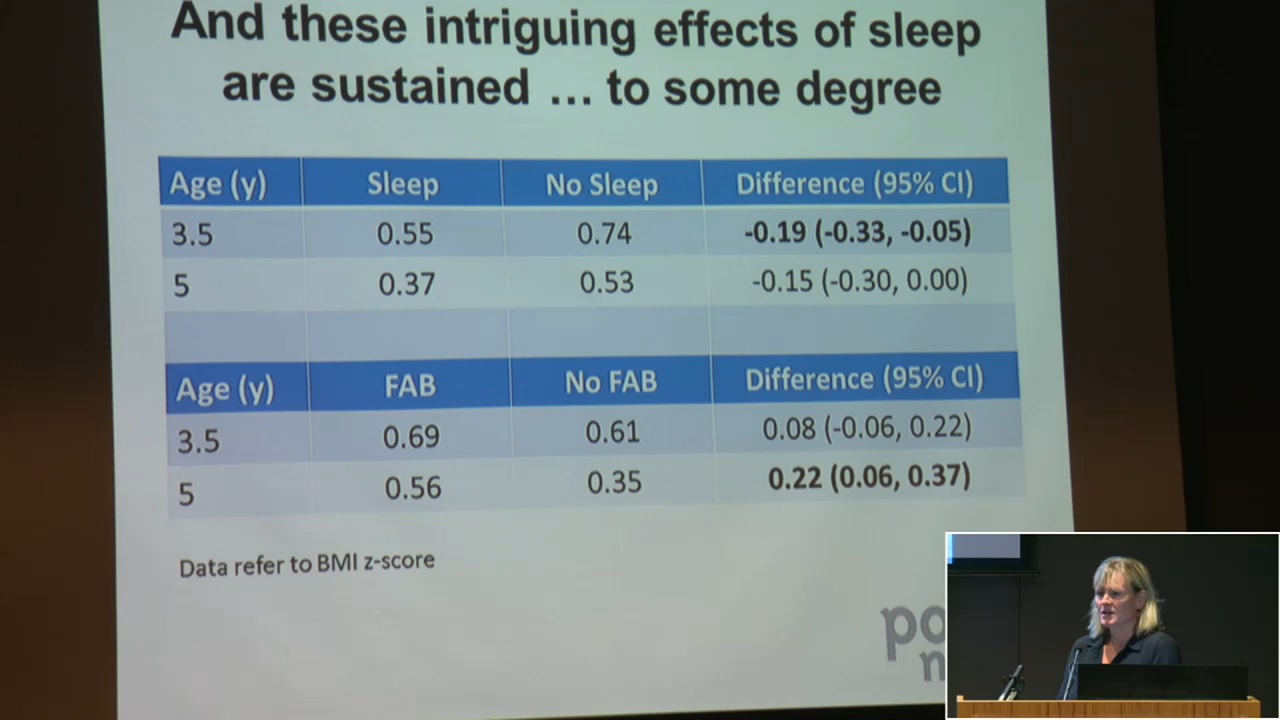 And these intriguing effects of sleep
are sustained … to some degree
Age (y) Sleep No Sleep Difference (95% CI)
3.5 0.55 0.74 -0.19 (-0.33, -0.05)
5 0.37 0.53 -0.15 (-0.30, 0.00)
Age (y) FAB No FAB Difference (95% CI)
3.5 0.69 0.61 0.08 (-0.06, 0.22)
5 0.56 0.35 0.22 (0.06, 0.37)
Data refer to BMI z-score